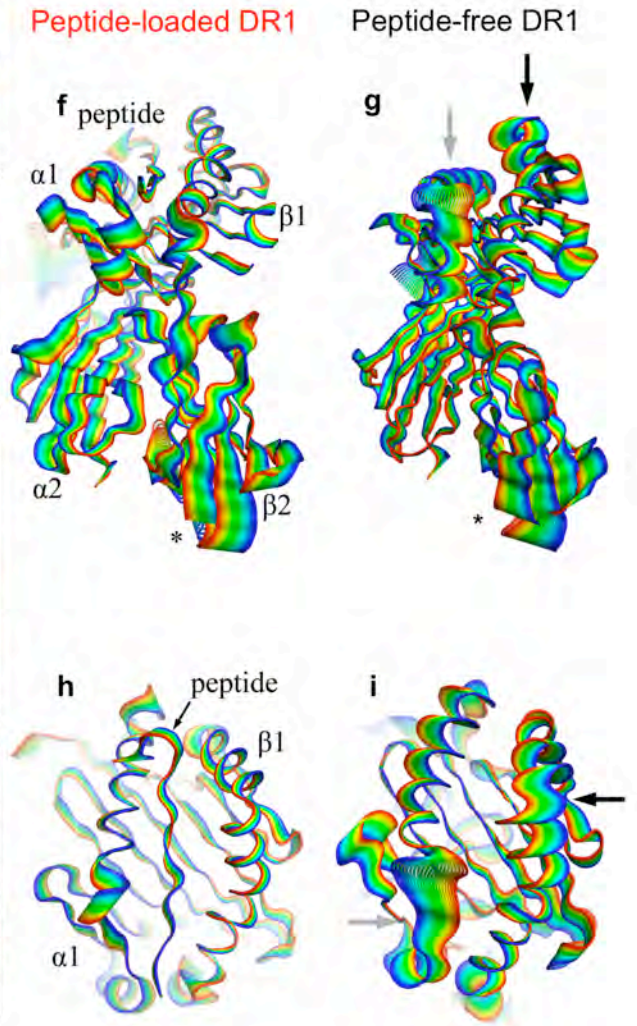 Peptide-loaded DR1
Peptide-free DR1
f
peptide
α1
β1
α2
β2
*
g
*
h
peptide
β1
α1
i